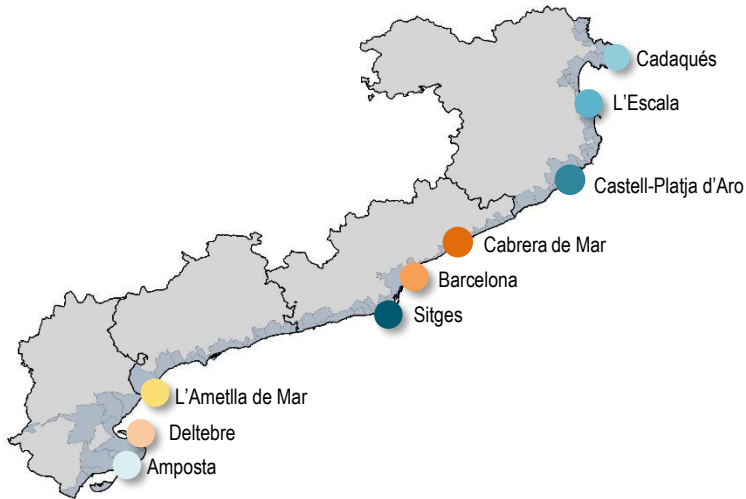 Cadaqués
L'Escala
Castell-Platja d'Aro
Cabrera de Mar
Barcelona
Sitges
L'Ametlla de Mar
Deltebre
Amposta